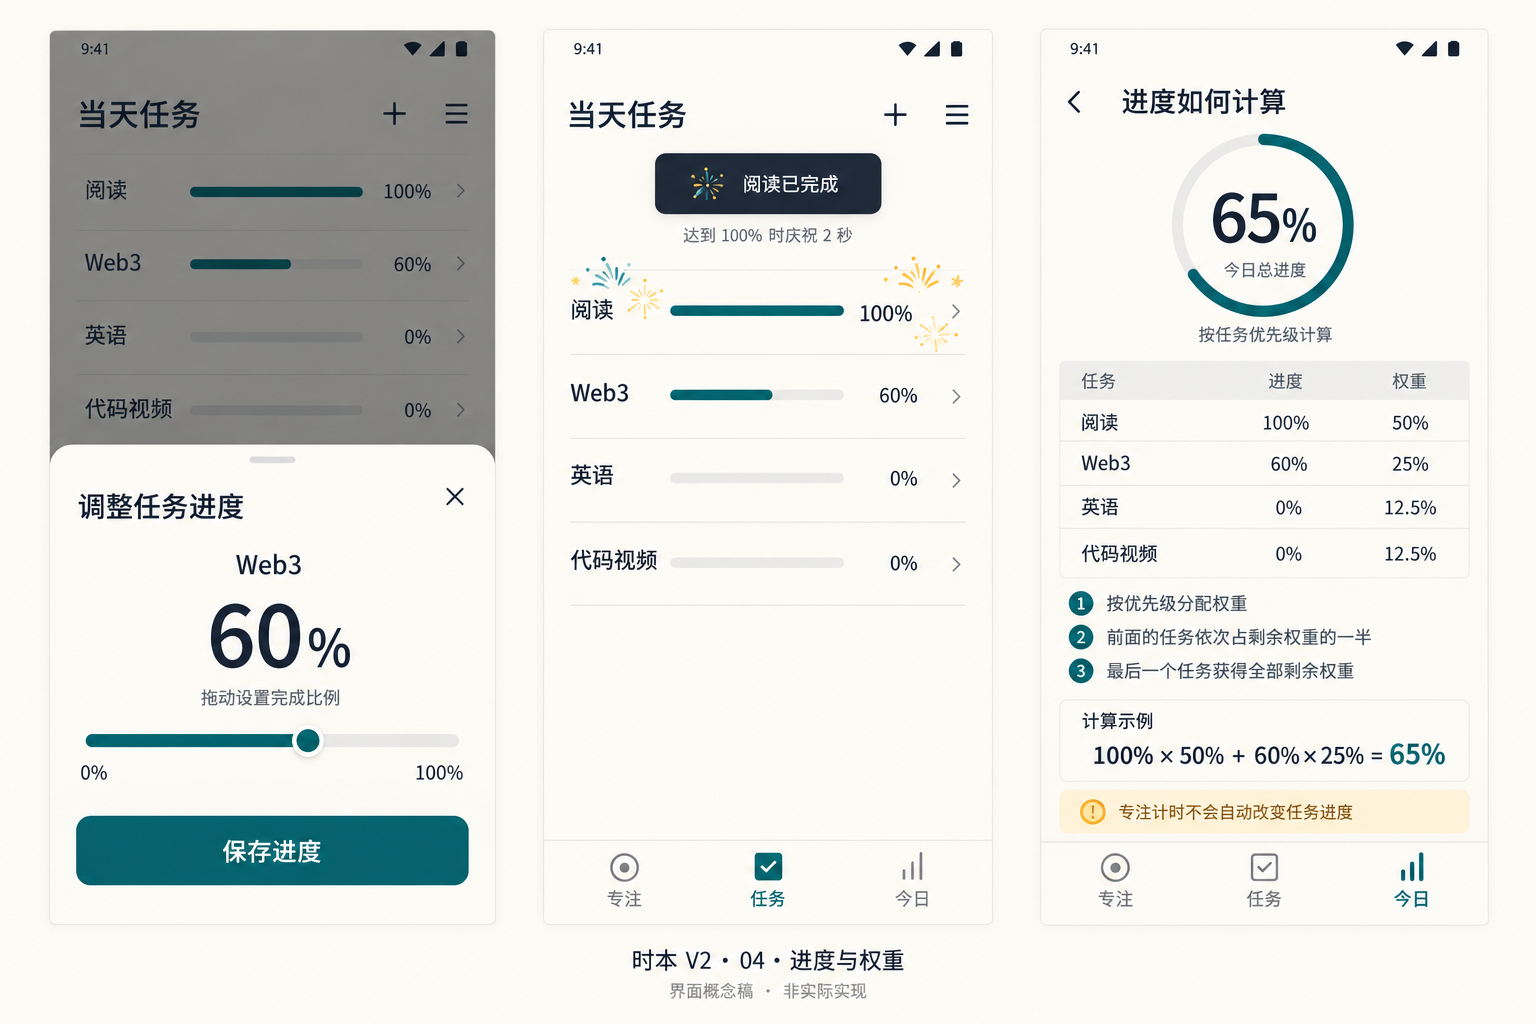 9:41
当天任务
阅读 100%
Web3 60%
英语 0%
代码视频 0%
调整任务进度
Web3
60%
拖动设置完成比例
0% 100%
保存进度
9:41
当天任务
阅读已完成
达到 100% 时庆祝 2 秒
阅读 100%
Web3 60%
英语 0%
代码视频 0%
专注 任务 今日
9:41
进度如何计算
65%
今日总进度
按任务优先级计算
任务 进度 权重
阅读 100% 50%
Web3 60% 25%
英语 0% 12.5%
代码视频 0% 12.5%
1 按优先级分配权重
2 前面的任务依次占剩余权重的一半
3 最后一个任务获得全部剩余权重
计算示例
100% × 50% + 60% × 25% = 65%
! 专注计时不会自动改变任务进度
专注 任务 今日
时本 V2 · 04 · 进度与权重
界面概念稿 · 非实际实现